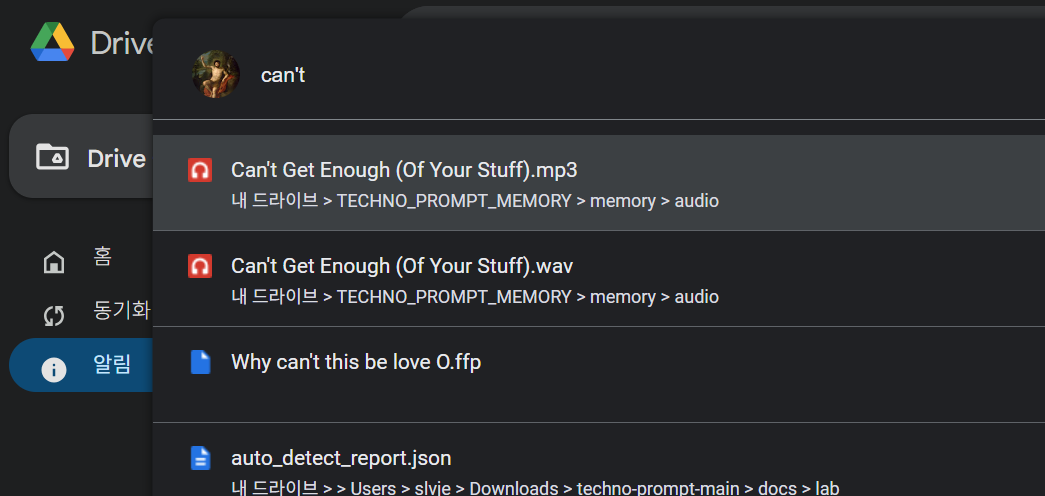 Drive
can't
Drive
Can't Get Enough (Of Your Stuff).mp3
내 드라이브 > TECHNO_PROMPT_MEMORY > memory > audio
홈
Can't Get Enough (Of Your Stuff).wav
내 드라이브 > TECHNO_PROMPT_MEMORY > memory > audio
동기화
알림
Why can't this be love O.ffp
auto_detect_report.json
내 드라이브 > > Users > slvje > Downloads > techno-prompt-main > docs > lab